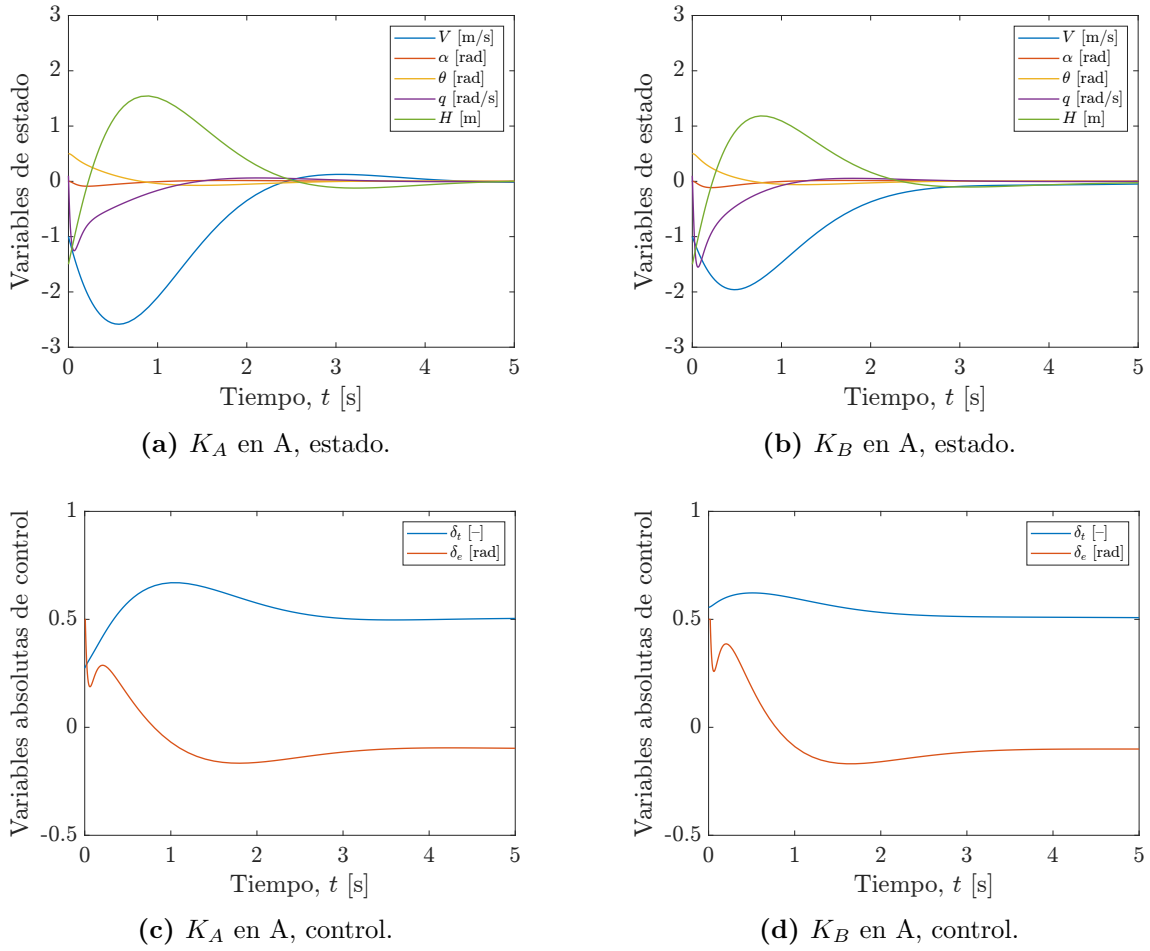 3
2
1
0
-1
-2
-3
Variables de estado
V [m/s]
α [rad]
θ [rad]
q [rad/s]
H [m]
0 1 2 3 4 5
Tiempo, t [s]
(a) K_A en A, estado.
3
2
1
0
-1
-2
-3
Variables de estado
V [m/s]
α [rad]
θ [rad]
q [rad/s]
H [m]
0 1 2 3 4 5
Tiempo, t [s]
(b) K_B en A, estado.
1
0.5
0
-0.5
Variables absolutas de control
δ_t [–]
δ_e [rad]
0 1 2 3 4 5
Tiempo, t [s]
(c) K_A en A, control.
1
0.5
0
-0.5
Variables absolutas de control
δ_t [–]
δ_e [rad]
0 1 2 3 4 5
Tiempo, t [s]
(d) K_B en A, control.